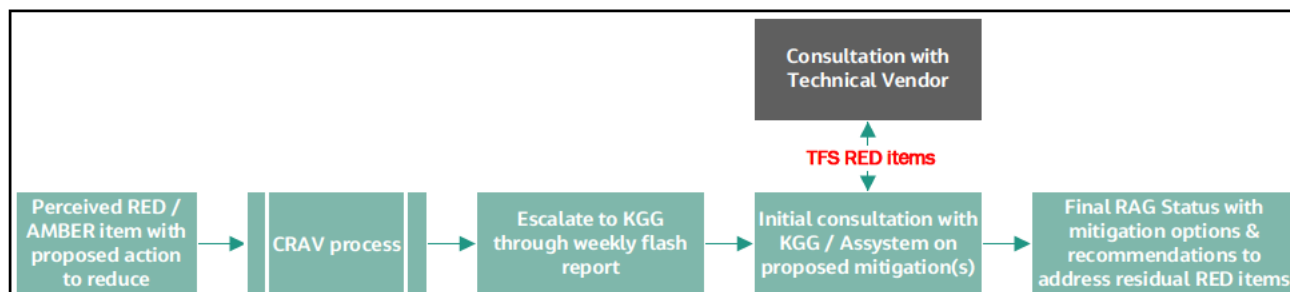 Consultation with
Technical Vendor
TFS RED items
Perceived RED /
AMBER item with
proposed action
to reduce
CRAV process
Escalate to KGG
through weekly flash
report
Initial consultation with
KGG / Assystem on
proposed mitigation(s)
Final RAG Status with
mitigation options &
recommendations to
address residual RED items